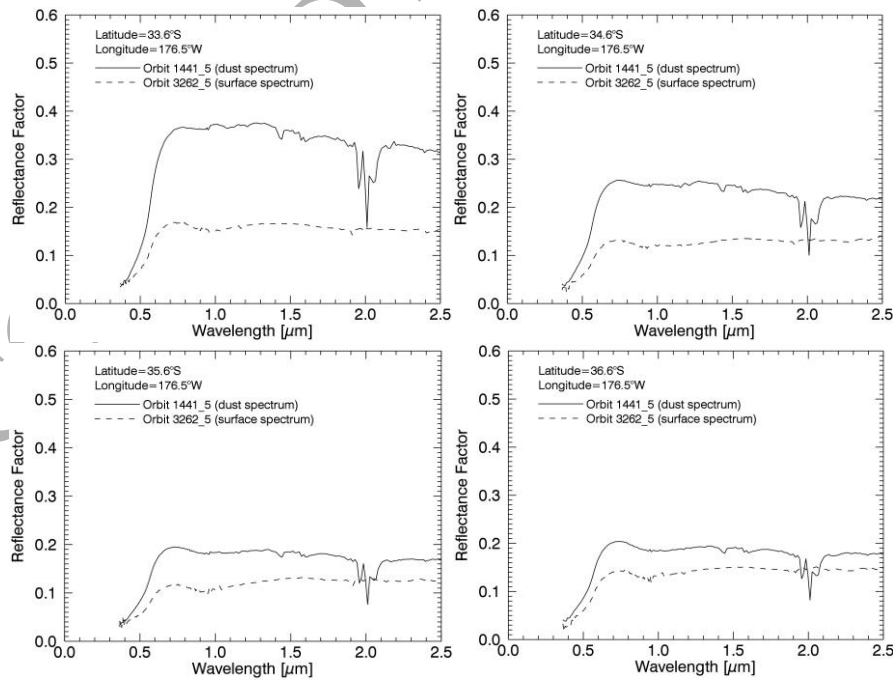 0.6
0.5
0.4
0.3
0.2
0.1
0.0
Reflectance Factor
Latitude=33.6°S
Longitude=176.5°W
Orbit 1441_5 (dust spectrum)
Orbit 3262_5 (surface spectrum)
0.0 0.5 1.0 1.5 2.0 2.5
Wavelength [μm]
0.6
0.5
0.4
0.3
0.2
0.1
0.0
Reflectance Factor
Latitude=34.6°S
Longitude=176.5°W
Orbit 1441_5 (dust spectrum)
Orbit 3262_5 (surface spectrum)
0.0 0.5 1.0 1.5 2.0 2.5
Wavelength [μm]
0.6
0.5
0.4
0.3
0.2
0.1
0.0
Reflectance Factor
Latitude=35.6°S
Longitude=176.5°W
Orbit 1441_5 (dust spectrum)
Orbit 3262_5 (surface spectrum)
0.0 0.5 1.0 1.5 2.0 2.5
Wavelength [μm]
0.6
0.5
0.4
0.3
0.2
0.1
0.0
Reflectance Factor
Latitude=36.6°S
Longitude=176.5°W
Orbit 1441_5 (dust spectrum)
Orbit 3262_5 (surface spectrum)
0.0 0.5 1.0 1.5 2.0 2.5
Wavelength [μm]